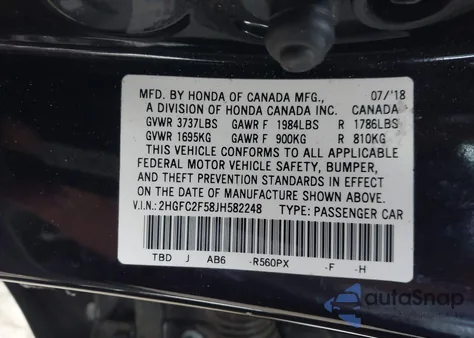 MFD. BY HONDA OF CANADA MFG., 07/'18
A DIVISION OF HONDA CANADA INC. CANADA
GVWR 3737LBS GAWR F 1984LBS R 1786LBS
GVWR 1695KG GAWR F 900KG R 810KG
THIS VEHICLE CONFORMS TO ALL APPLICABLE
FEDERAL MOTOR VEHICLE SAFETY, BUMPER,
AND THEFT PREVENTION STANDARDS IN EFFECT
ON THE DATE OF MANUFACTURE SHOWN ABOVE.
V.I.N.: 2HGFC2F58JH582248 TYPE: PASSENGER CAR
TBD J AB6 -R560PX -F -H
autoSnap